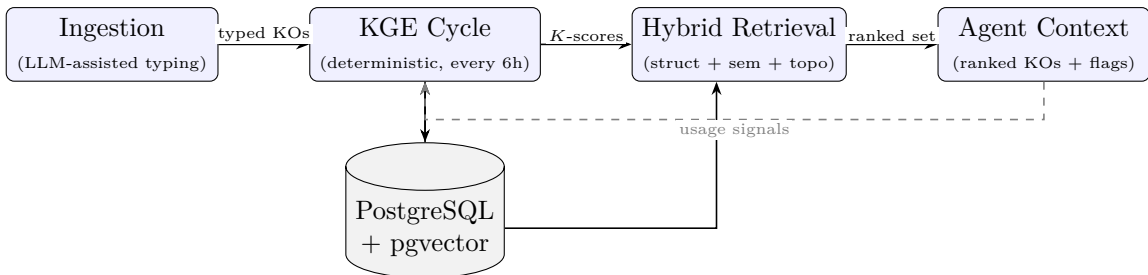 Ingestion
(LLM-assisted typing)
typed KOs
KGE Cycle
(deterministic, every 6h)
K-scores
Hybrid Retrieval
(struct + sem + topo)
ranked set
Agent Context
(ranked KOs + flags)
usage signals
PostgreSQL
+ pgvector